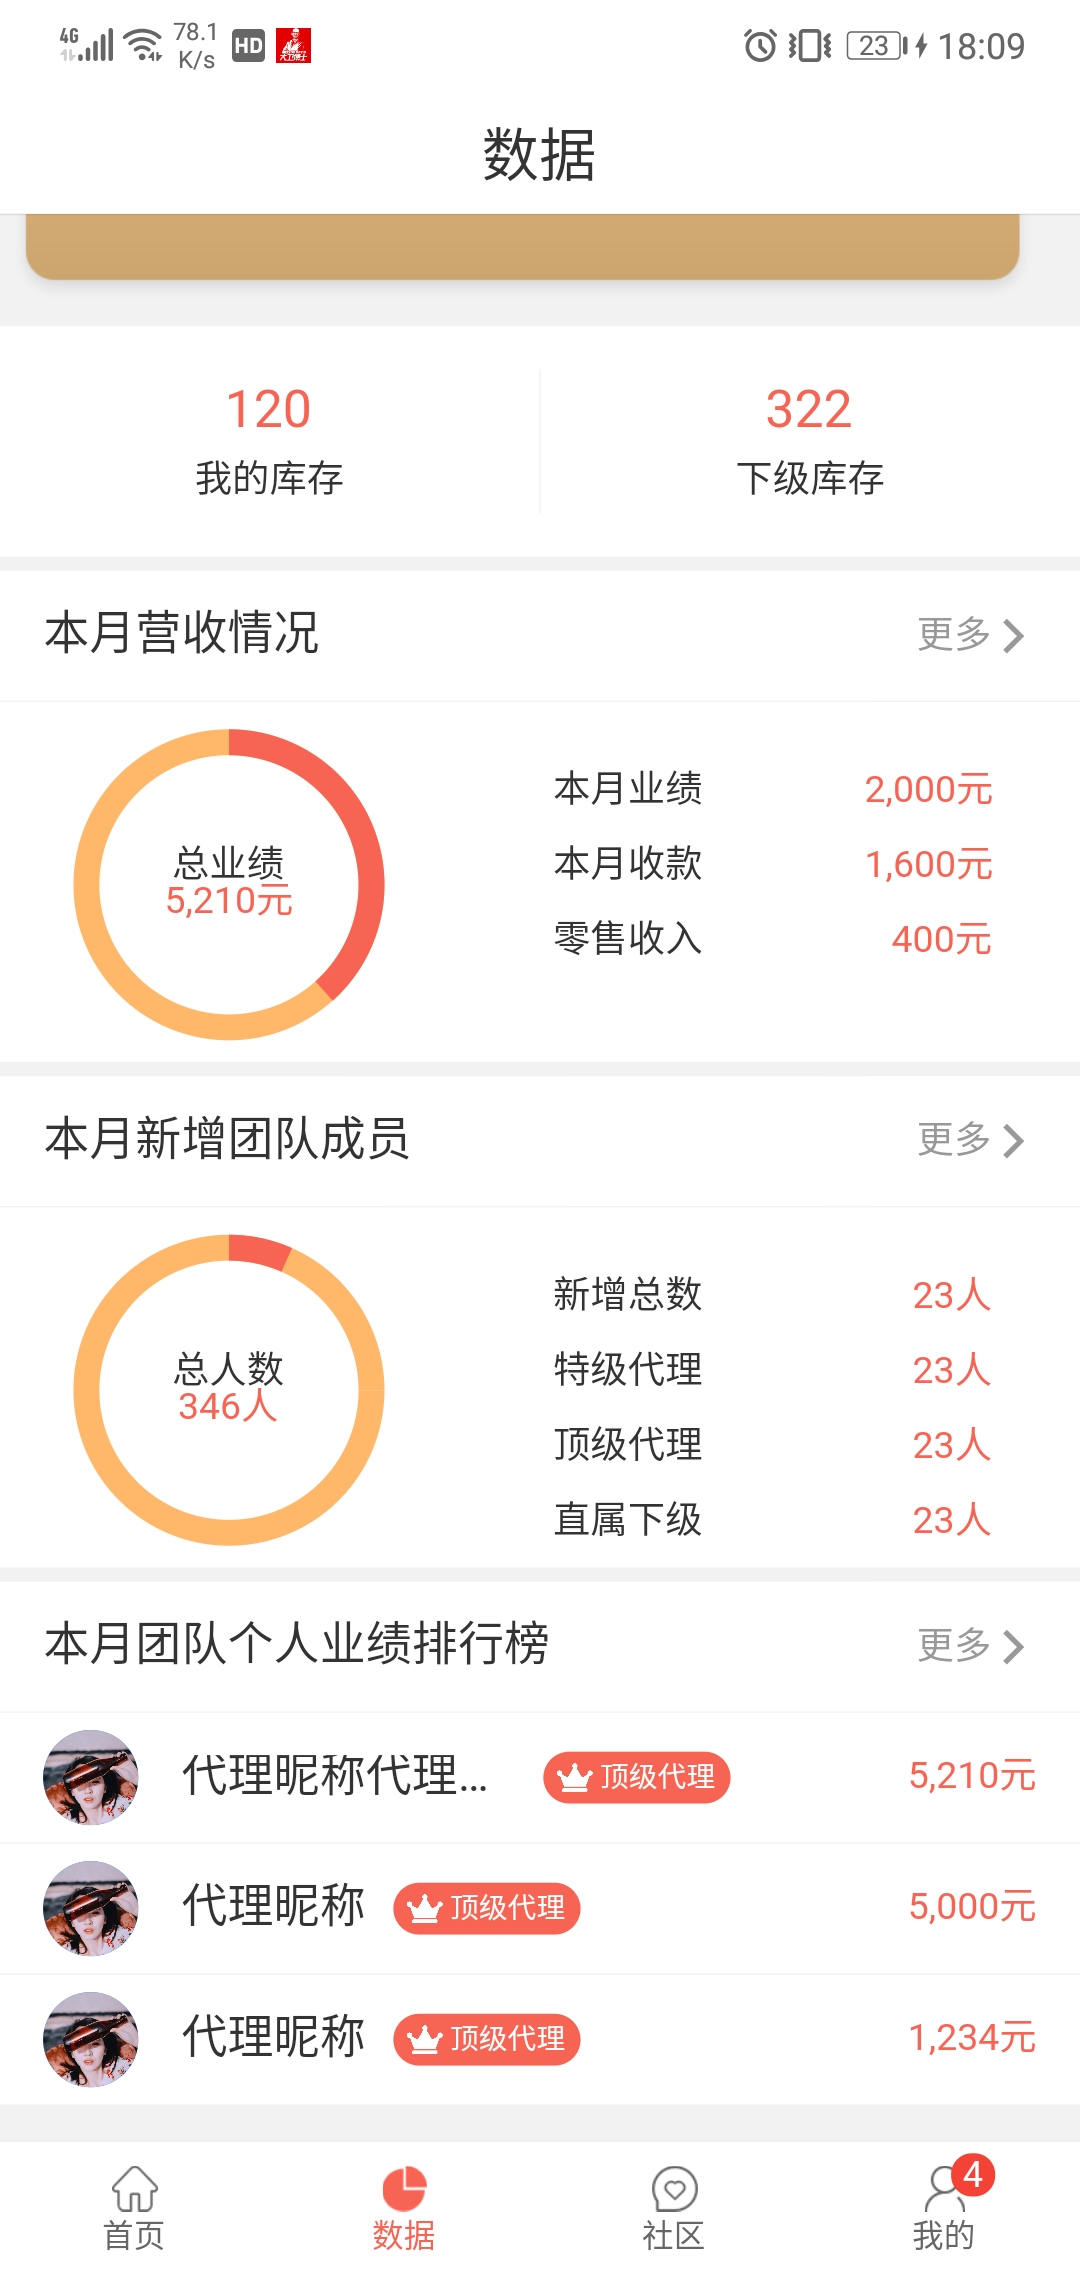 4G 78.1 K/s HD 23 18:09
数据
120 322
我的库存 下级库存
本月营收情况 更多
总业绩
5,210元
本月业绩 2,000元
本月收款 1,600元
零售收入 400元
本月新增团队成员 更多
总人数
346人
新增总数 23人
特级代理 23人
顶级代理 23人
直属下级 23人
本月团队个人业绩排行榜 更多
代理昵称代理... 顶级代理 5,210元
代理昵称 顶级代理 5,000元
代理昵称 顶级代理 1,234元
4
首页 数据 社区 我的